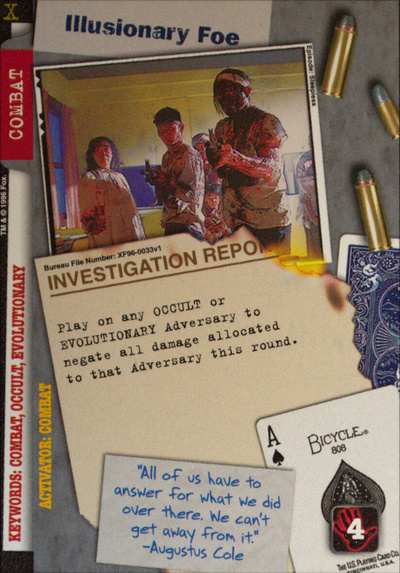 X
Illusionary Foe
COMBAT
TM & © 1996 Fox.
Episode: Sleepless
Bureau File Number: XF96-0033v1
INVESTIGATION REPO
Play on any OCCULT or
EVOLUTIONARY Adversary to
negate all damage allocated
to that Adversary this round.
KEYWORDS: COMBAT, OCCULT, EVOLUTIONARY
ACTIVATOR: COMBAT
"All of us have to
answer for what we did
over there. We can't
get away from it."
-Augustus Cole
A
BICYCLE®
808
4
THE U.S. PLAYING CARD CO.
CINCINNATI, U.S.A.